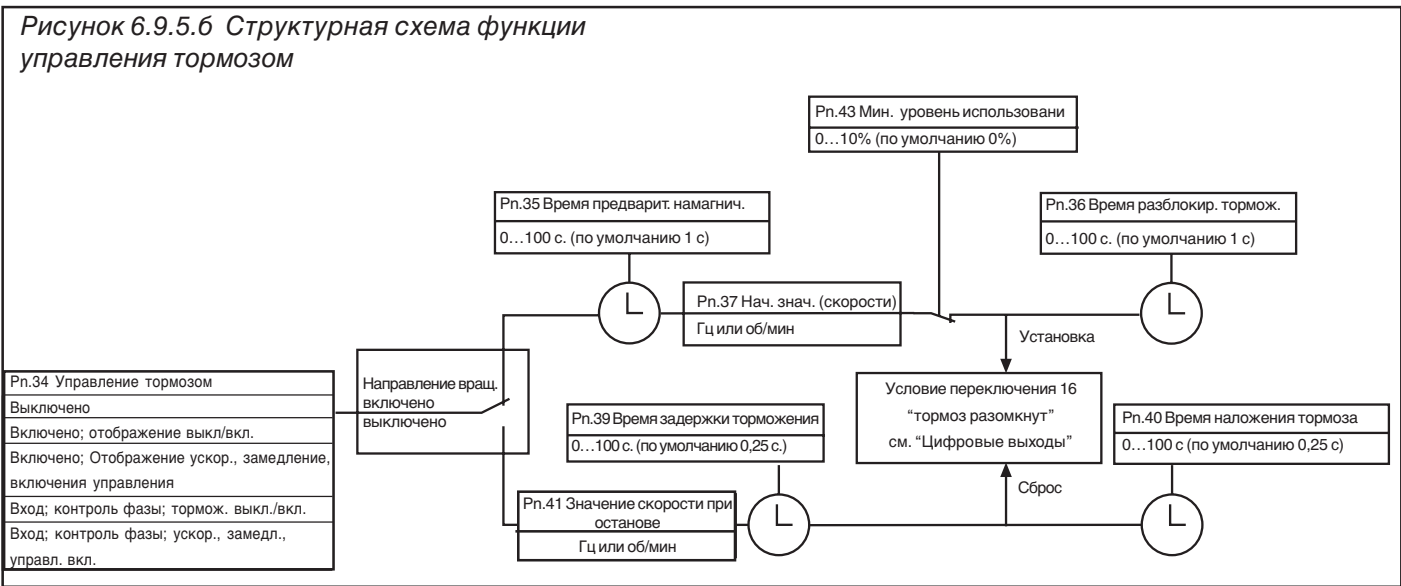 Рисунок 6.9.5.б Структурная схема функции
управления тормозом
Pn.43 Мин. уровень использовани
0…10% (по умолчанию 0%)
Pn.35 Время предварит. намагнич.
0…100 с. (по умолчанию 1 с)
Pn.36 Время разблокир. тормож.
0…100 с. (по умолчанию 1 с)
Pn.37 Нач. знач. (скорости)
Гц или об/мин
Установка
Pn.34 Управление тормозом
Выключено
Включено; отображение выкл/вкл.
Включено; Отображение ускор., замедление,
включения управления
Вход; контроль фазы; тормож. выкл./вкл.
Вход; контроль фазы; ускор., замедл.,
управл. вкл.
Направление вращ.
включено
выключено
Pn.39 Время задержки торможения
0…100 с. (по умолчанию 0,25 с.)
Условие переключения 16
“тормоз разомкнут”
см. “Цифровые выходы”
Pn.40 Время наложения тормоза
0…100 с (по умолчанию 0,25 с)
Сброс
Pn.41 Значение скорости при
останове
Гц или об/мин